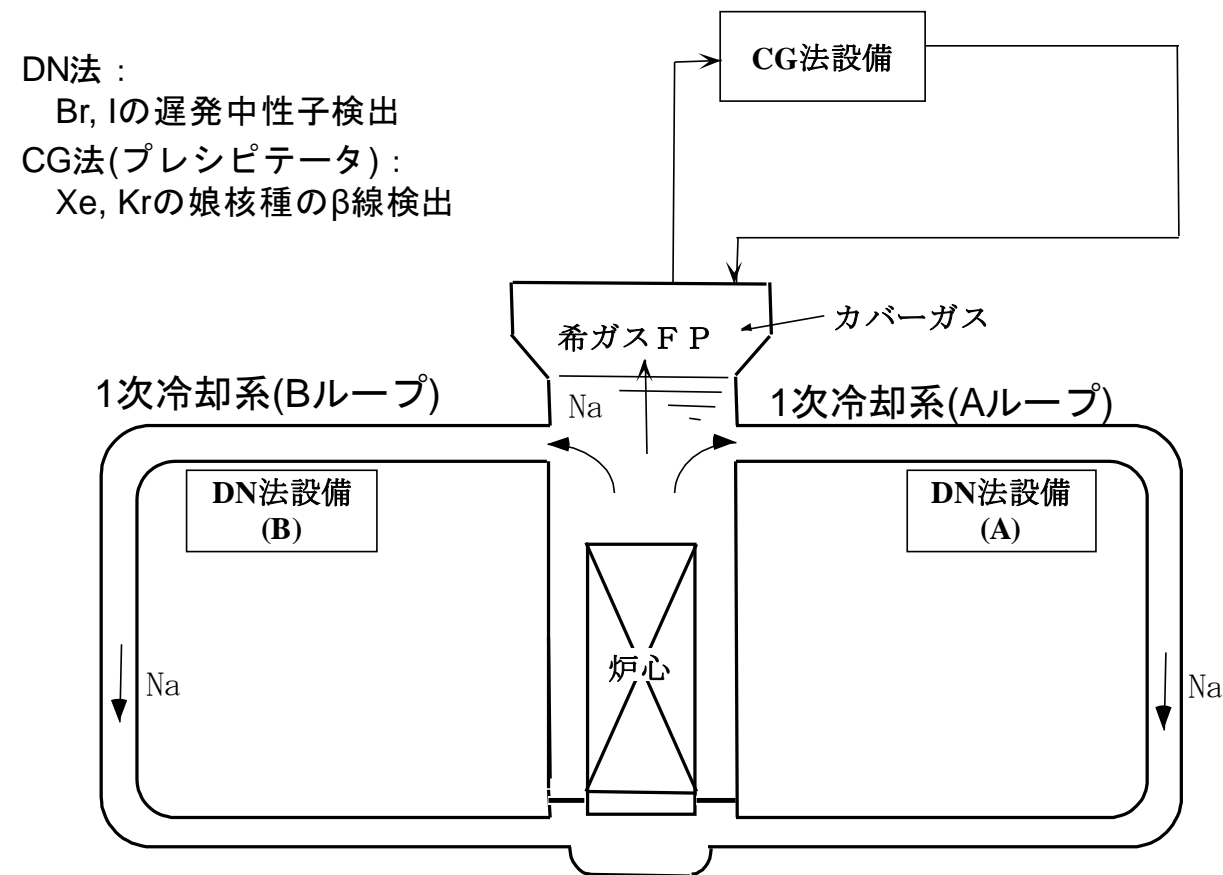 DN法：
Br, Iの遅発中性子検出
CG法(プレシピテータ)：
Xe, Krの娘核種のβ線検出
CG法設備
カバーガス
希ガスＦＰ
1次冷却系(Bループ)
Na
1次冷却系(Aループ)
DN法設備
(B)
DN法設備
(A)
炉心
Na
Na